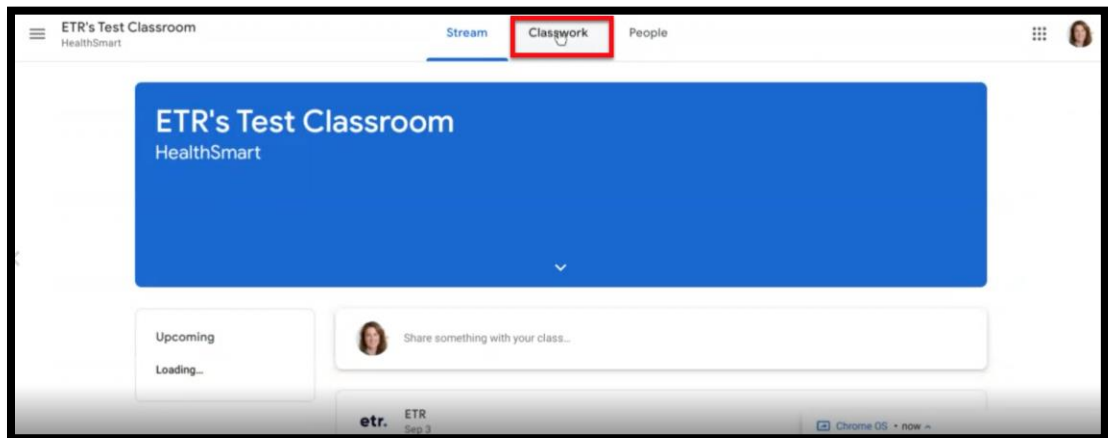 ETR's Test Classroom
HealthSmart
Stream Classwork People
ETR's Test Classroom
HealthSmart
Upcoming
Loading...
Share something with your class...
etr. ETR
Sep 3
Chrome OS • now